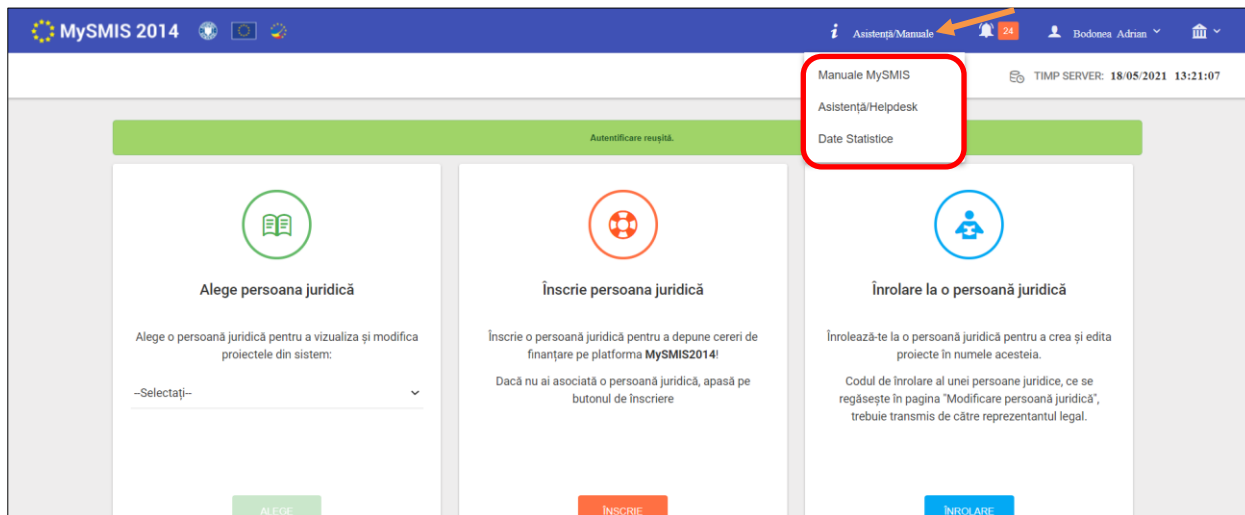 MySMIS 2014
i Asistență/Manuale
24
Bodonea Adrian
Manuale MySMIS
Asistență/Helpdesk
Date Statistice
TIMP SERVER: 18/05/2021 13:21:07
Autentificare reușită.
Alege persoana juridică
Alege o persoană juridică pentru a vizualiza și modifica
proiectele din sistem:
--Selectați--
ALEGE
Înscrie persoana juridică
Înscrie o persoană juridică pentru a depune cereri de
finanțare pe platforma MySMIS2014!
Dacă nu ai asociată o persoană juridică, apasă pe
butonul de înscriere
ÎNSCRIE
Înrolare la o persoană juridică
Înrolează-te la o persoană juridică pentru a crea și edita
proiecte în numele acesteia.
Codul de înrolare al unei persoane juridice, ce se
regăsește în pagina "Modificare persoană juridică",
trebuie transmis de către reprezentantul legal.
ÎNROLARE